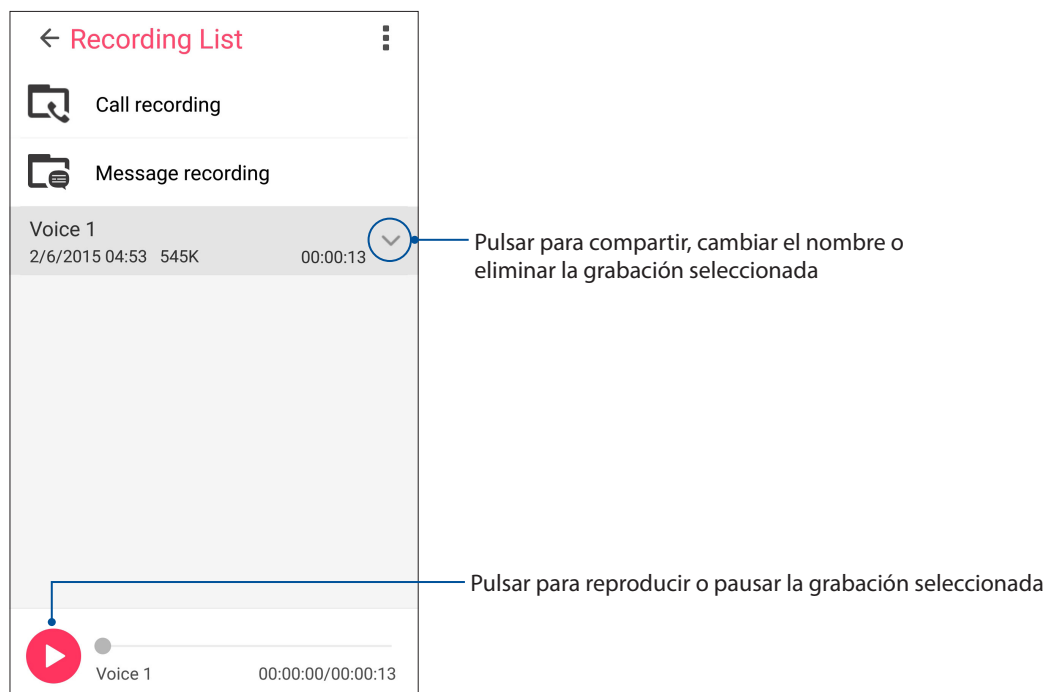 Recording List
Call recording
Message recording
Voice 1
2/6/2015 04:53 545K 00:00:13
Pulsar para compartir, cambiar el nombre o
eliminar la grabación seleccionada
Pulsar para reproducir o pausar la grabación seleccionada
Voice 1 00:00:00/00:00:13